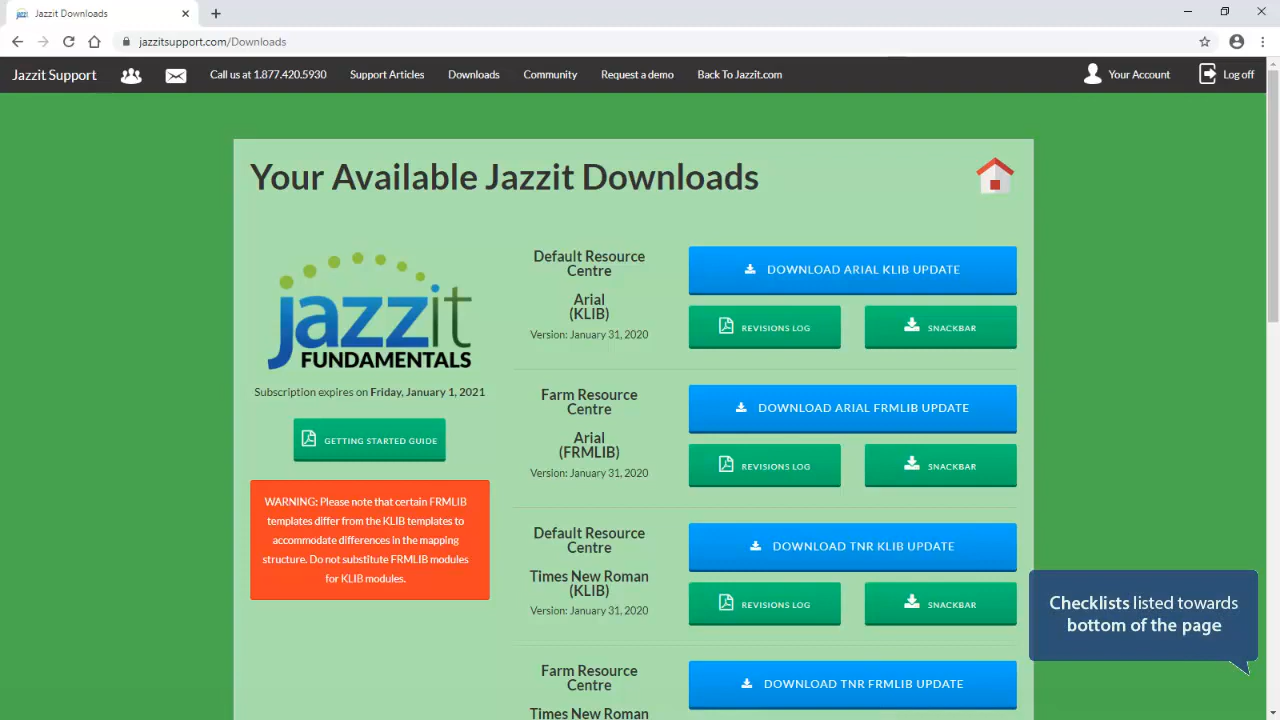 Jazzit Downloads
jazzitsupport.com/Downloads
Jazzit Support
Call us at 1.877.420.5930
Support Articles
Downloads
Community
Request a demo
Back To Jazzit.com
Your Account
Log off
Your Available Jazzit Downloads
jazzit
FUNDAMENTALS
Subscription expires on Friday, January 1, 2021
GETTING STARTED GUIDE
WARNING: Please note that certain FRMLIB
templates differ from the KLIB templates to
accommodate differences in the mapping
structure. Do not substitute FRMLIB modules
for KLIB modules.
Default Resource
Centre
Arial
(KLIB)
Version: January 31, 2020
DOWNLOAD ARIAL KLIB UPDATE
REVISIONS LOG
SNACKBAR
Farm Resource
Centre
Arial
(FRMLIB)
Version: January 31, 2020
DOWNLOAD ARIAL FRMLIB UPDATE
REVISIONS LOG
SNACKBAR
Default Resource
Centre
Times New Roman
(KLIB)
Version: January 31, 2020
DOWNLOAD TNR KLIB UPDATE
REVISIONS LOG
SNACKBAR
Farm Resource
Centre
Times New Roman
DOWNLOAD TNR FRMLIB UPDATE
Checklists listed towards
bottom of the page